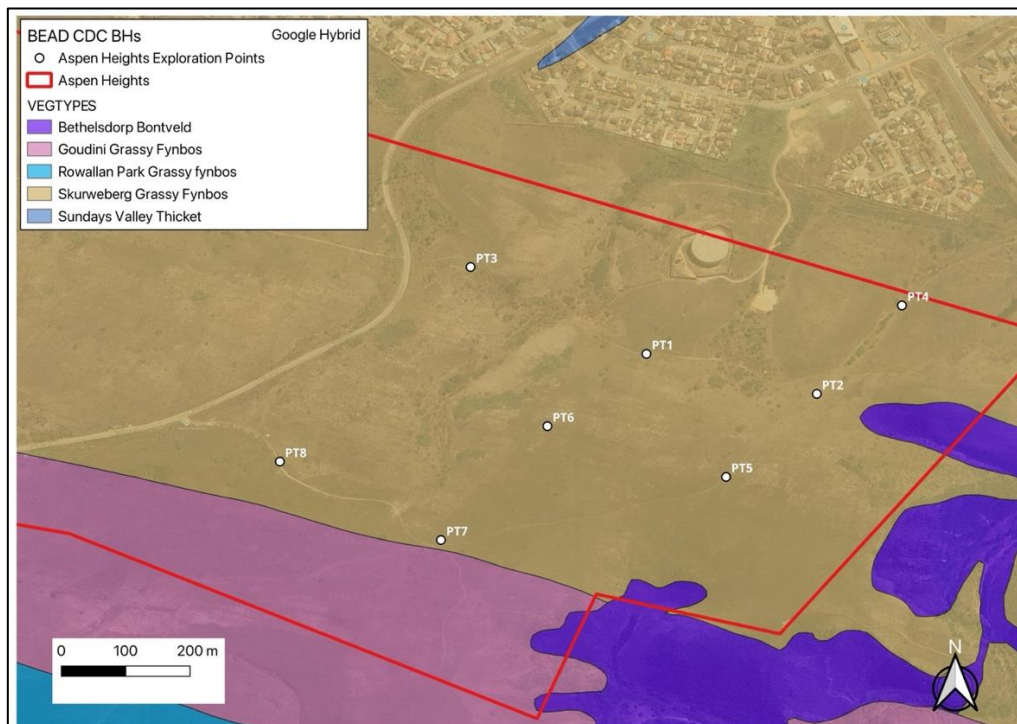 BEAD CDC BHs
Google Hybrid
Aspen Heights Exploration Points
Aspen Heights
VEGTYPES
Bethelsdorp Bontveld
Goudini Grassy Fynbos
Rowallan Park Grassy fynbos
Skurweberg Grassy Fynbos
Sundays Valley Thicket
PT3
PT4
PT1
PT2
PT6
PT8
PT5
PT7
0 100 200 m
N